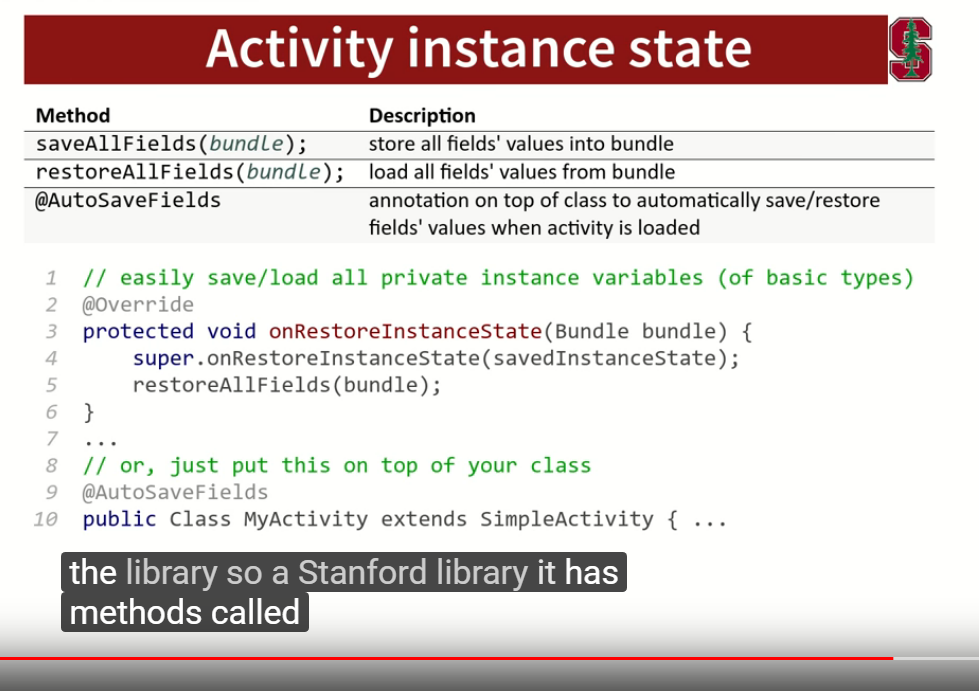 Activity instance state
S
Method Description
saveAllFields(bundle); store all fields' values into bundle
restoreAllFields(bundle); load all fields' values from bundle
@AutoSaveFields annotation on top of class to automatically save/restore
fields' values when activity is loaded
1 // easily save/load all private instance variables (of basic types)
2 @Override
3 protected void onRestoreInstanceState(Bundle bundle) {
4 super.onRestoreInstanceState(savedInstanceState);
5 restoreAllFields(bundle);
6 }
7 ...
8 // or, just put this on top of your class
9 @AutoSaveFields
10 public Class MyActivity extends SimpleActivity { ...
the library so a Stanford library it has
methods called